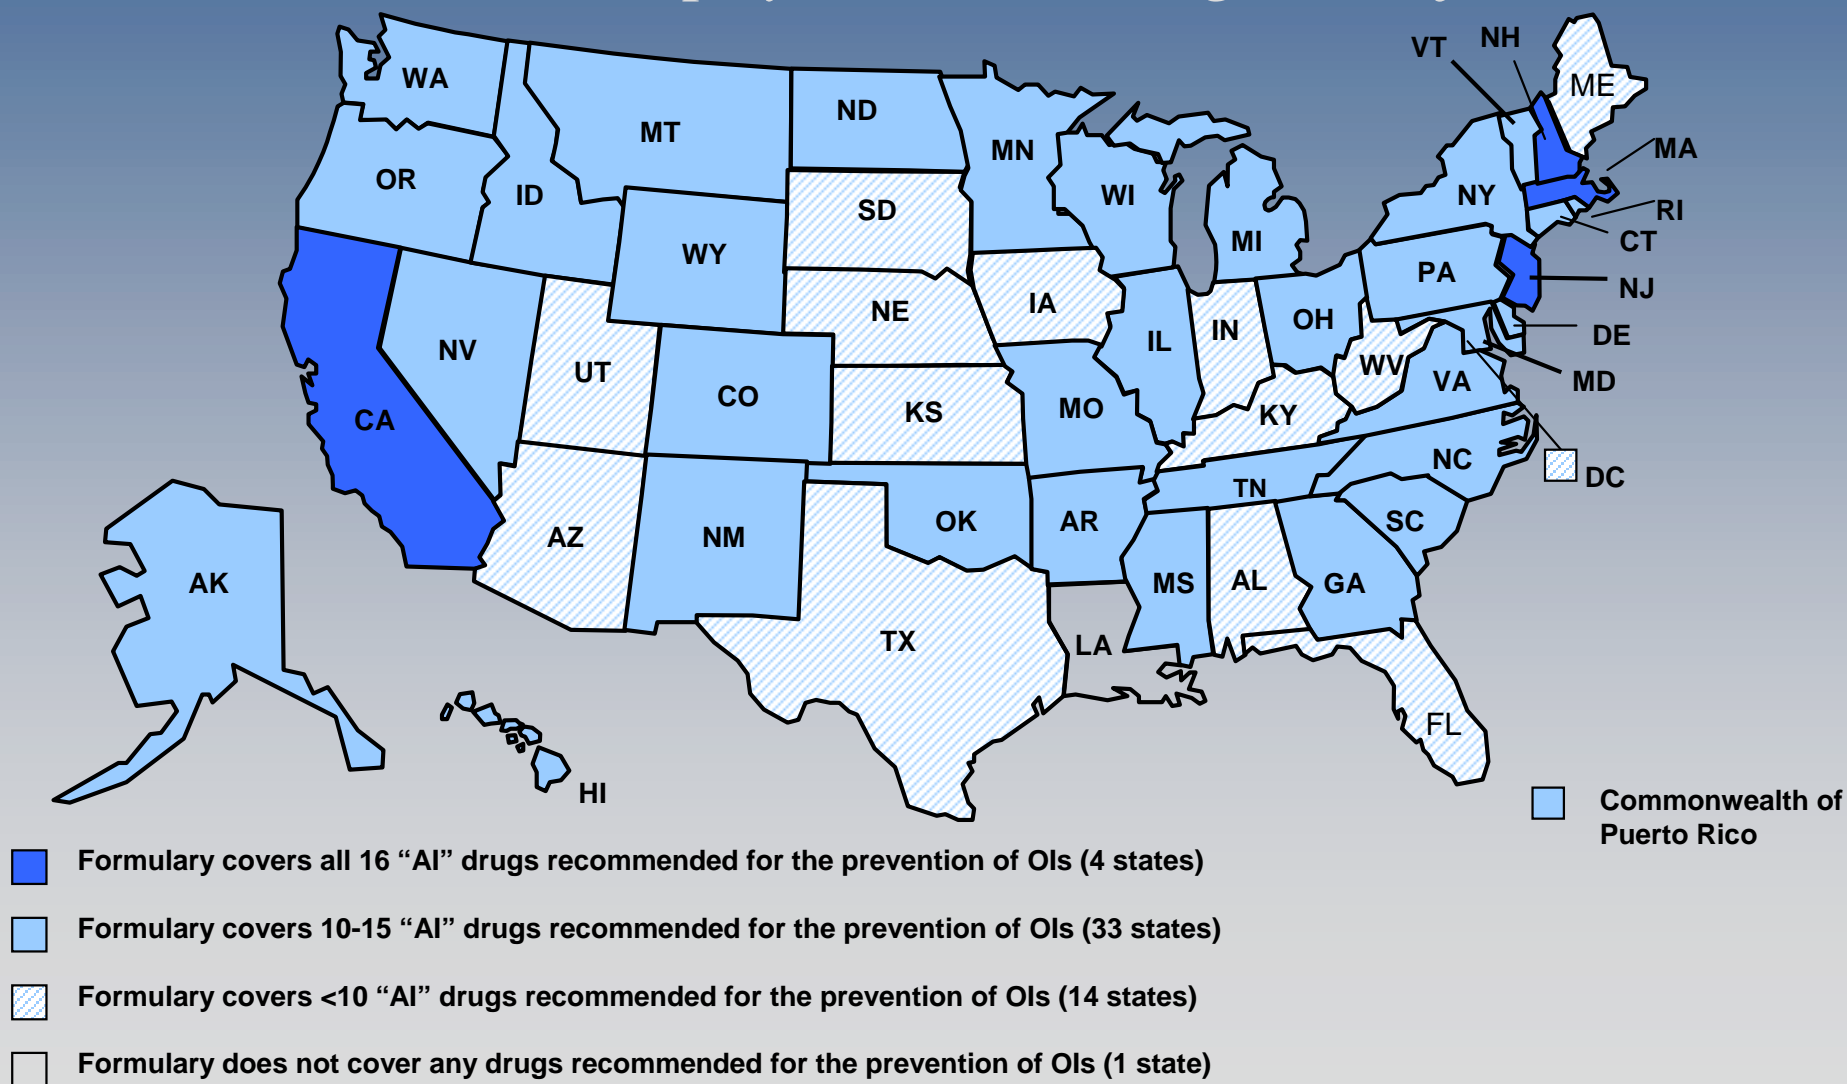 WA
MT
ND
MN
VT
NH
ME
MA
OR
ID
SD
WI
NY
RI
CT
MI
WY
PA
NJ
NE
IA
IN
OH
DE
IL
NV
UT
WV
VA
MD
CO
KS
MO
KY
CA
NC
DC
TN
AZ
NM
OK
AR
SC
AK
MS
AL
GA
TX
LA
FL
HI
Commonwealth of
Puerto Rico
Formulary covers all 16 “AI” drugs recommended for the prevention of OIs (4 states)
Formulary covers 10-15 “AI” drugs recommended for the prevention of OIs (33 states)
Formulary covers <10 “AI” drugs recommended for the prevention of OIs (14 states)
Formulary does not cover any drugs recommended for the prevention of OIs (1 state)